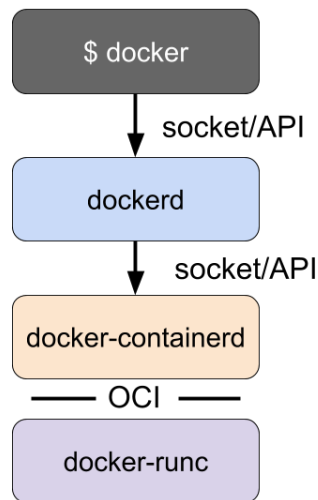 $ docker
socket/API
dockerd
socket/API
docker-containerd
OCI
docker-runc